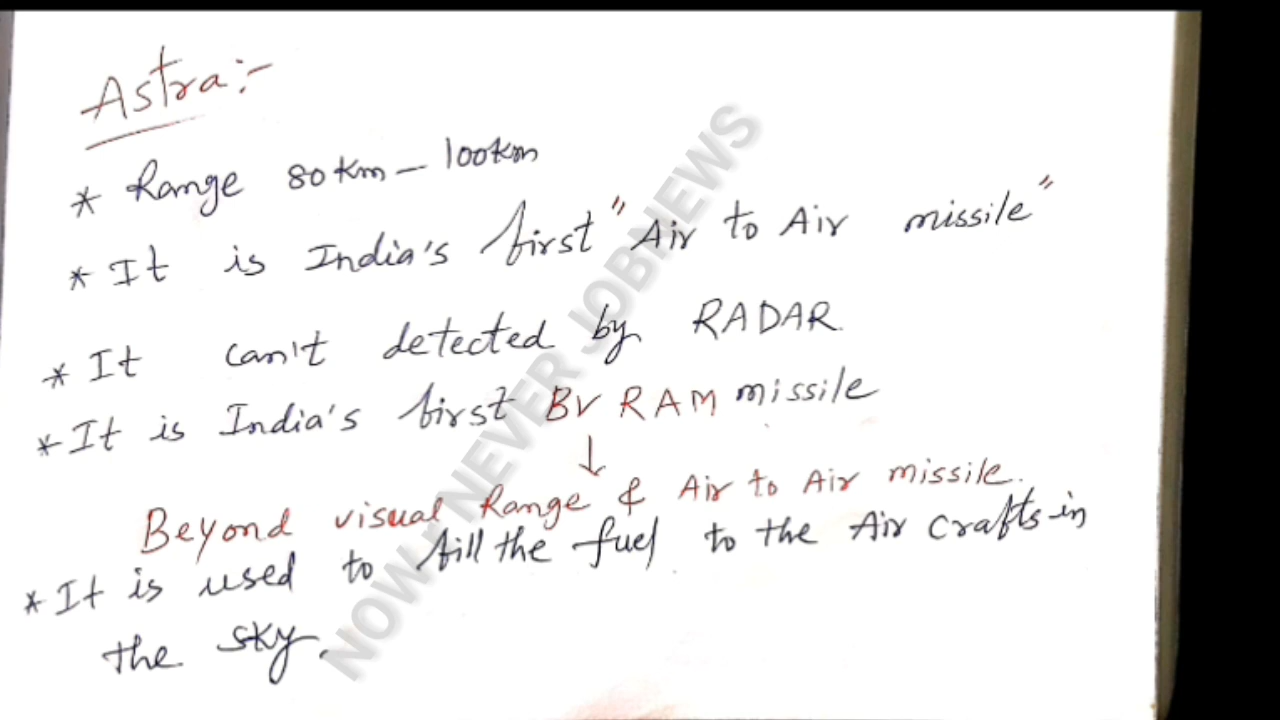 Astra:-
* Range 80 km - 100km
* It is India's first "Air to Air missile"
* It can't detected by RADAR.
* It is India's first BVRAM missile
↓
Beyond visual Range & Air to Air missile.
* It is used to fill the fuel to the Air crafts in
the sky.
NOW r NEVER JOBNEWS